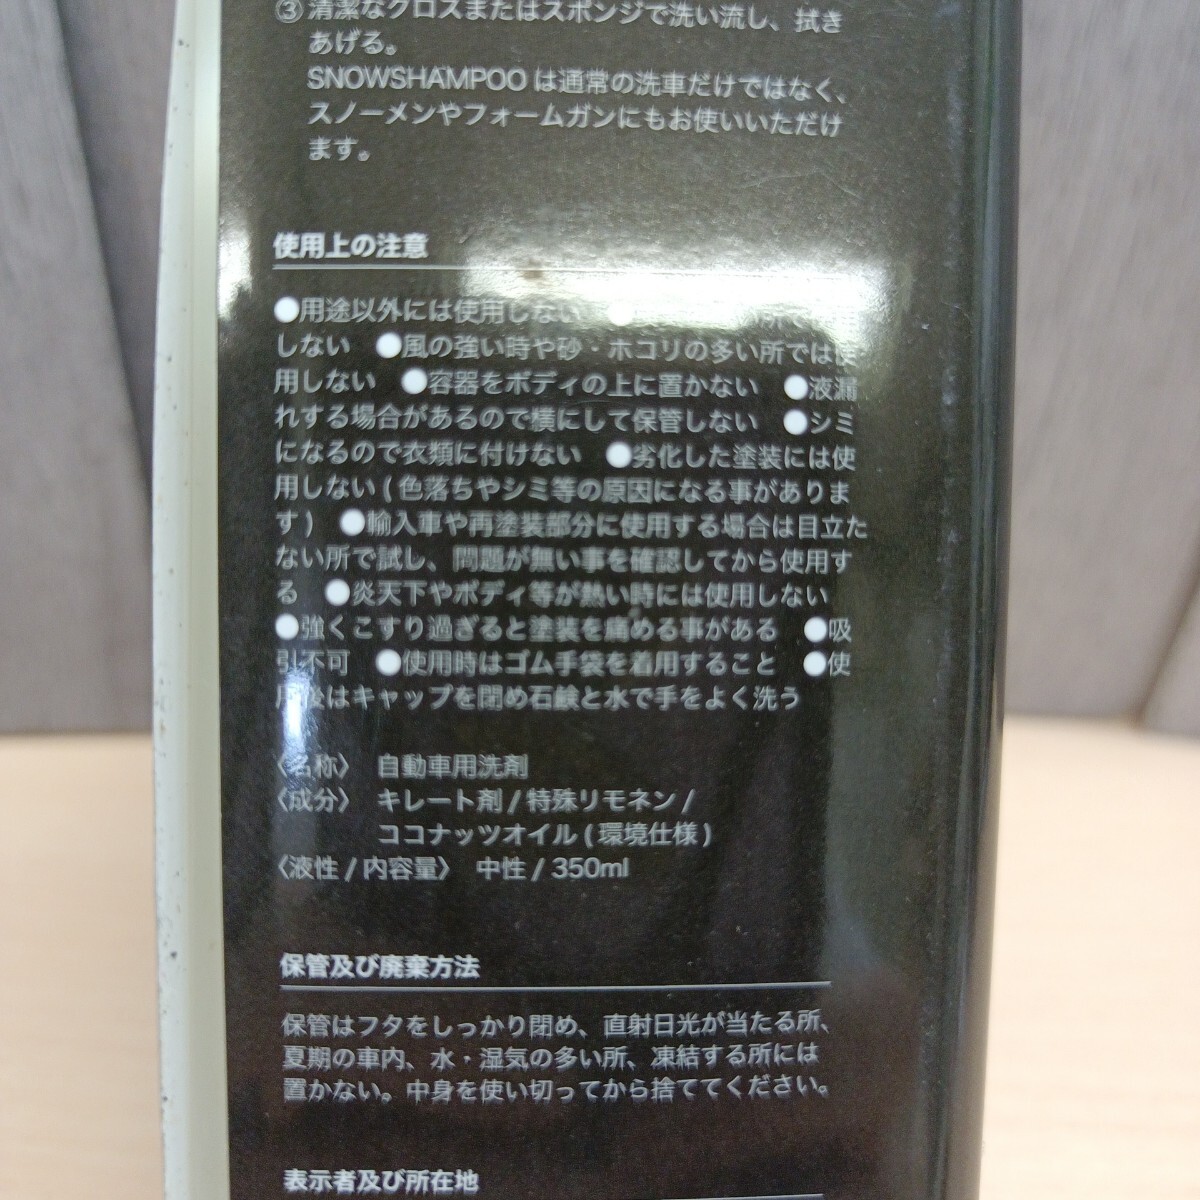 ③清潔なクロスまたはスポンジで洗い流し、拭き
あげる。
SNOWSHAMPOO は通常の洗車だけではなく、
スノーメンやフォームガンにもお使いいただけ
ます。
使用上の注意
●用途以外には使用しない ●
しない ●風の強い時や砂・ホコリの多い所では使
用しない ●容器をボディの上に置かない ●液漏
れする場合があるので横にして保管しない ●シミ
になるので衣類に付けない ●劣化した塗装には使
用しない ( 色落ちやシミ等の原因になる事がありま
す ) ●輸入車や再塗装部分に使用する場合は目立た
ない所で試し、問題が無い事を確認してから使用す
る ●炎天下やボディ等が熱い時には使用しない
●強くこすり過ぎると塗装を痛める事がある ●吸
引不可 ●使用時はゴム手袋を着用すること ●使
用後はキャップを閉め石鹸と水で手をよく洗う
〈名称〉 自動車用洗剤
〈成分〉 キレート剤 / 特殊リモネン /
ココナッツオイル ( 環境仕様 )
〈液性 / 内容量〉 中性 / 350ml
保管及び廃棄方法
保管はフタをしっかり閉め、直射日光が当たる所、
夏期の車内、水・湿気の多い所、凍結する所には
置かない。中身を使い切ってから捨ててください。
表示者及び所在地